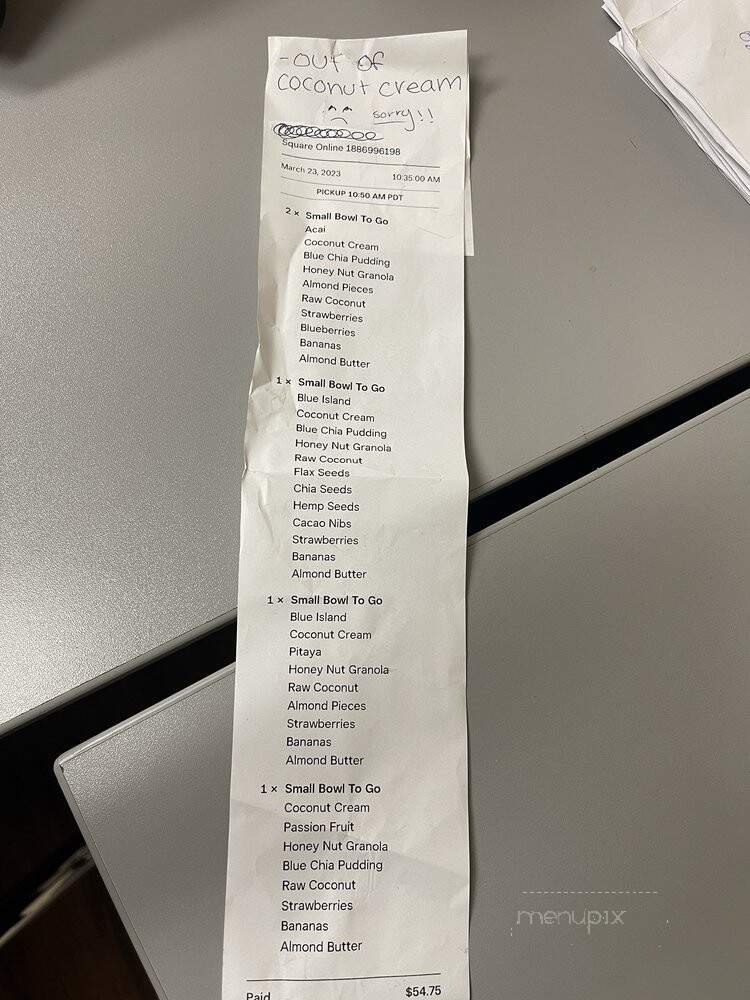 -OUT OF
COCONUT CREAM
sorry!!
Square Online 1886996198
March 23, 2023 10:35:00 AM
PICKUP 10:50 AM PDT
2 × Small Bowl To Go
Acai
Coconut Cream
Blue Chia Pudding
Honey Nut Granola
Almond Pieces
Raw Coconut
Strawberries
Blueberries
Bananas
Almond Butter
1 × Small Bowl To Go
Blue Island
Coconut Cream
Blue Chia Pudding
Honey Nut Granola
Raw Coconut
Flax Seeds
Chia Seeds
Hemp Seeds
Cacao Nibs
Strawberries
Bananas
Almond Butter
1 × Small Bowl To Go
Blue Island
Coconut Cream
Pitaya
Honey Nut Granola
Raw Coconut
Almond Pieces
Strawberries
Bananas
Almond Butter
1 × Small Bowl To Go
Coconut Cream
Passion Fruit
Honey Nut Granola
Blue Chia Pudding
Raw Coconut
Strawberries
Bananas
Almond Butter
Paid $54.75
menupix